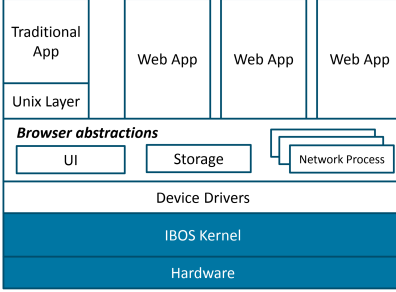 Traditional
App
Web App
Web App
Web App
Unix Layer
Browser abstractions
UI
Storage
Network Process
Device Drivers
IBOS Kernel
Hardware